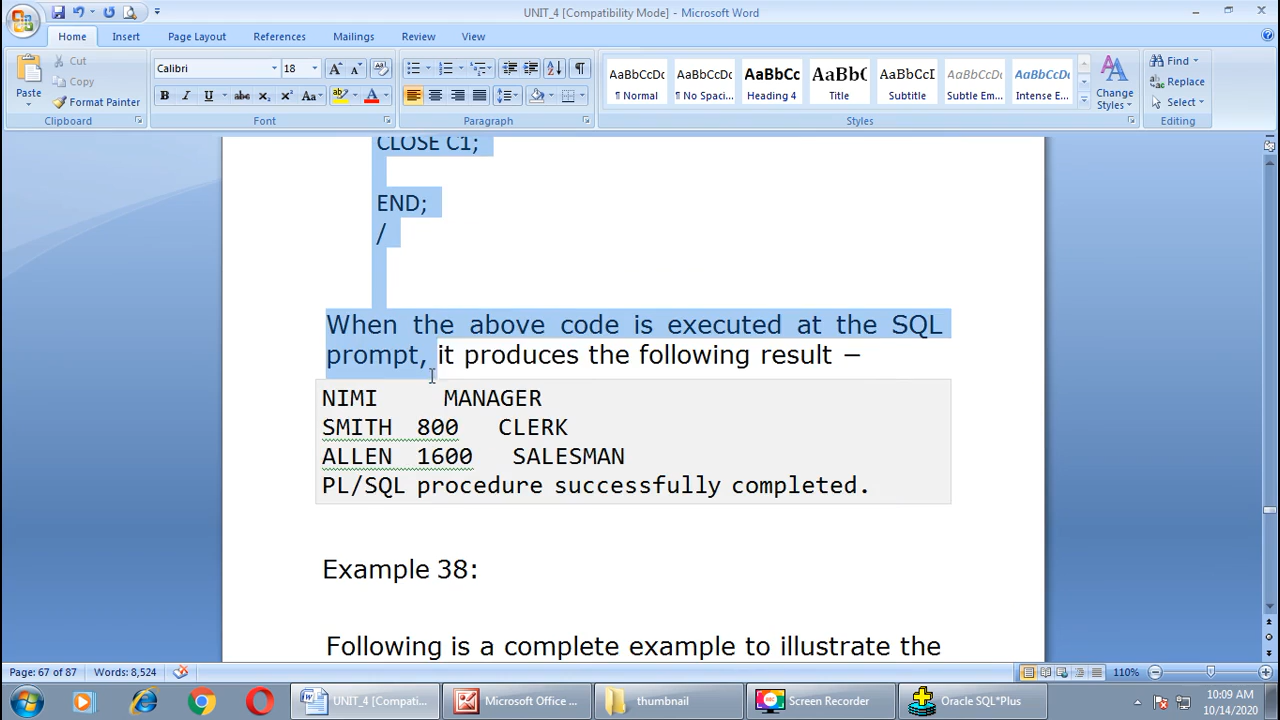 UNIT_4 [Compatibility Mode] - Microsoft Word
Home Insert Page Layout References Mailings Review View
Paste
Cut
Copy
Format Painter
Clipboard
Calibri 18
B I U abc x₂ x² Aa
Font
Paragraph
AaBbCcDc AaBbCcDc AaBbCc AaBbC AaBbCcI AaBbCcDc AaBbCcDc
¶ Normal ¶ No Spaci... Heading 4 Title Subtitle Subtle Em... Intense E...
Change Styles
Styles
Find
Replace
Select
Editing
CLOSE C1;
END;
/
When the above code is executed at the SQL
prompt, it produces the following result −
NIMI MANAGER
SMITH 800 CLERK
ALLEN 1600 SALESMAN
PL/SQL procedure successfully completed.
Example 38:
Following is a complete example to illustrate the
Page: 67 of 87 Words: 8,524 110%
UNIT_4 [Compati... Microsoft Office ... thumbnail Screen Recorder Oracle SQL*Plus
10:09 AM
10/14/2020